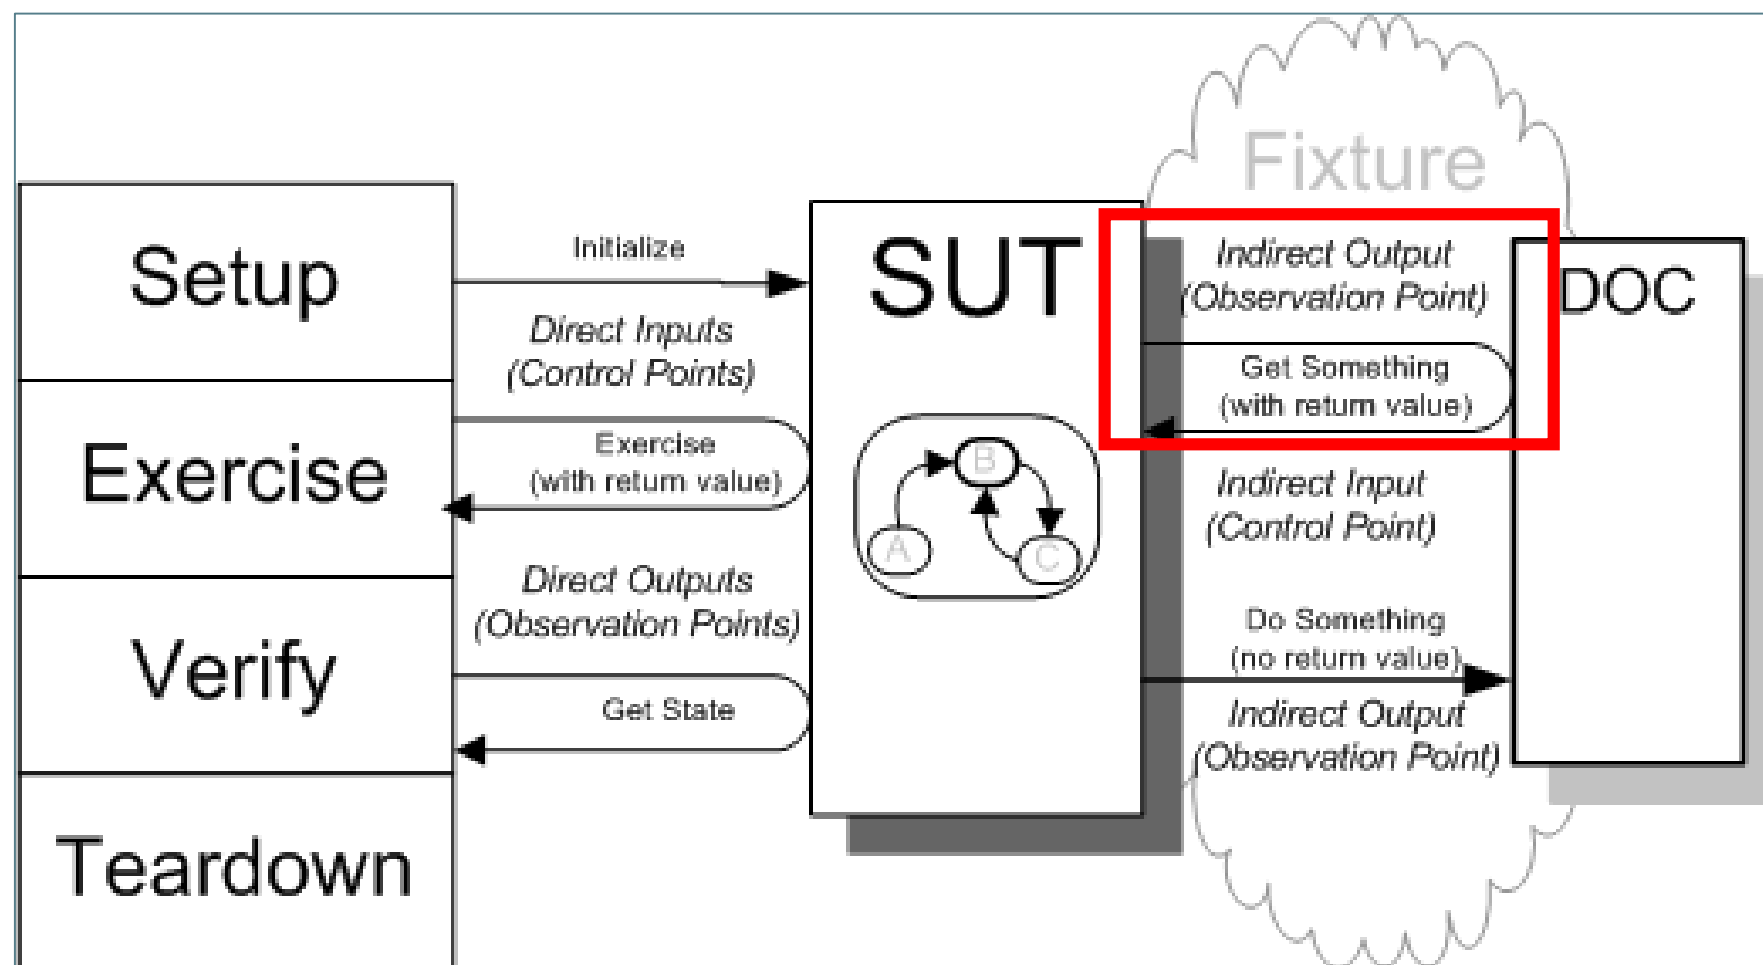 Setup
Exercise
Verify
Teardown
Initialize
Direct Inputs
(Control Points)
Exercise
(with return value)
Direct Outputs
(Observation Points)
Get State
SUT
B
A
C
Fixture
Indirect Output
(Observation Point)
Get Something
(with return value)
Indirect Input
(Control Point)
Do Something
(no return value)
Indirect Output
(Observation Point)
DOC